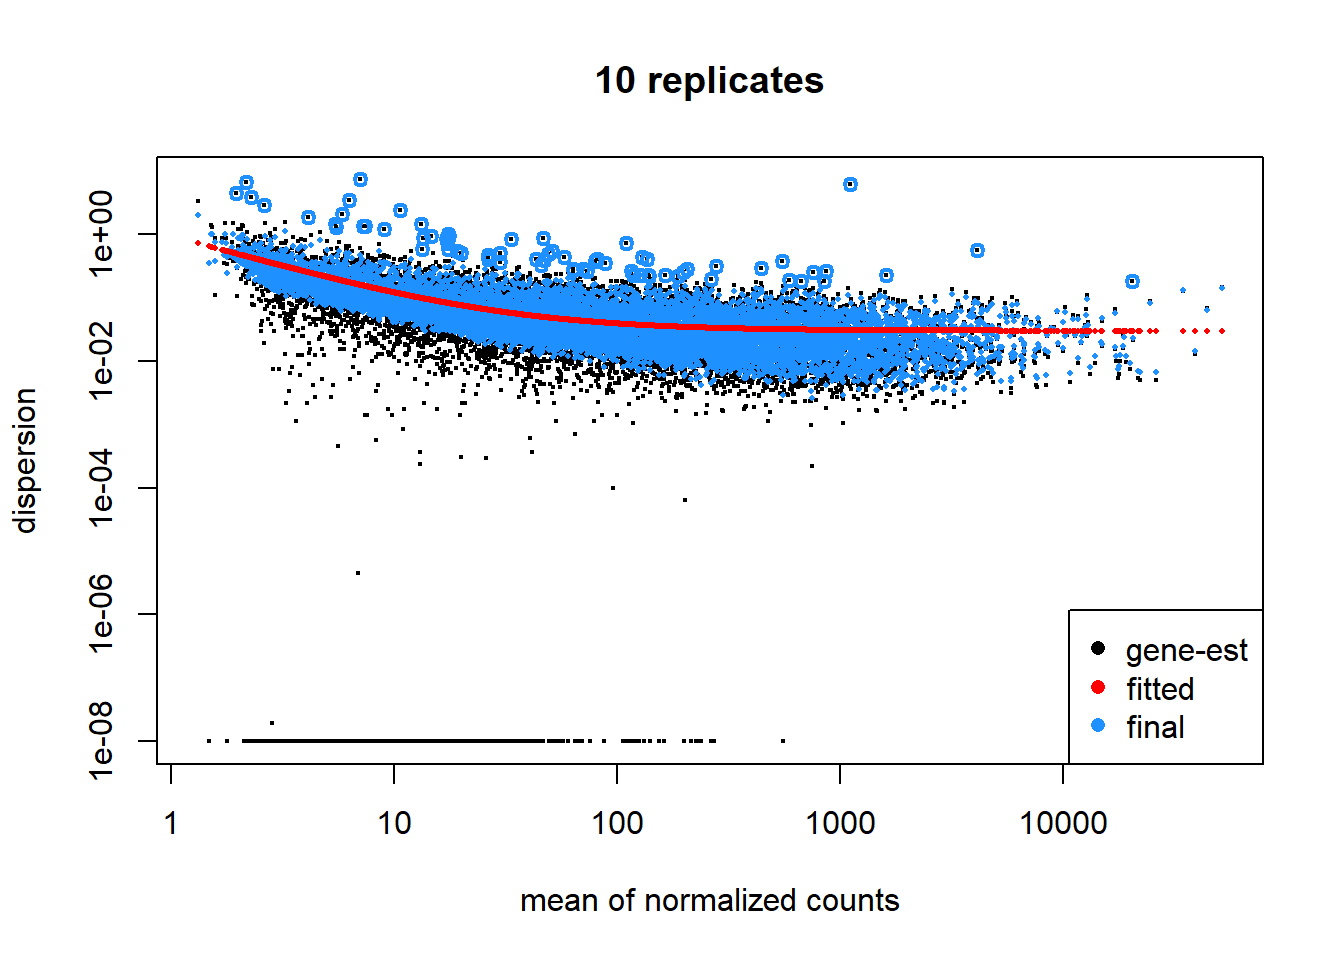 10 replicates
dispersion
1e+00
1e-02
1e-04
1e-06
1e-08
gene-est
fitted
final
1
10
100
1000
10000
mean of normalized counts